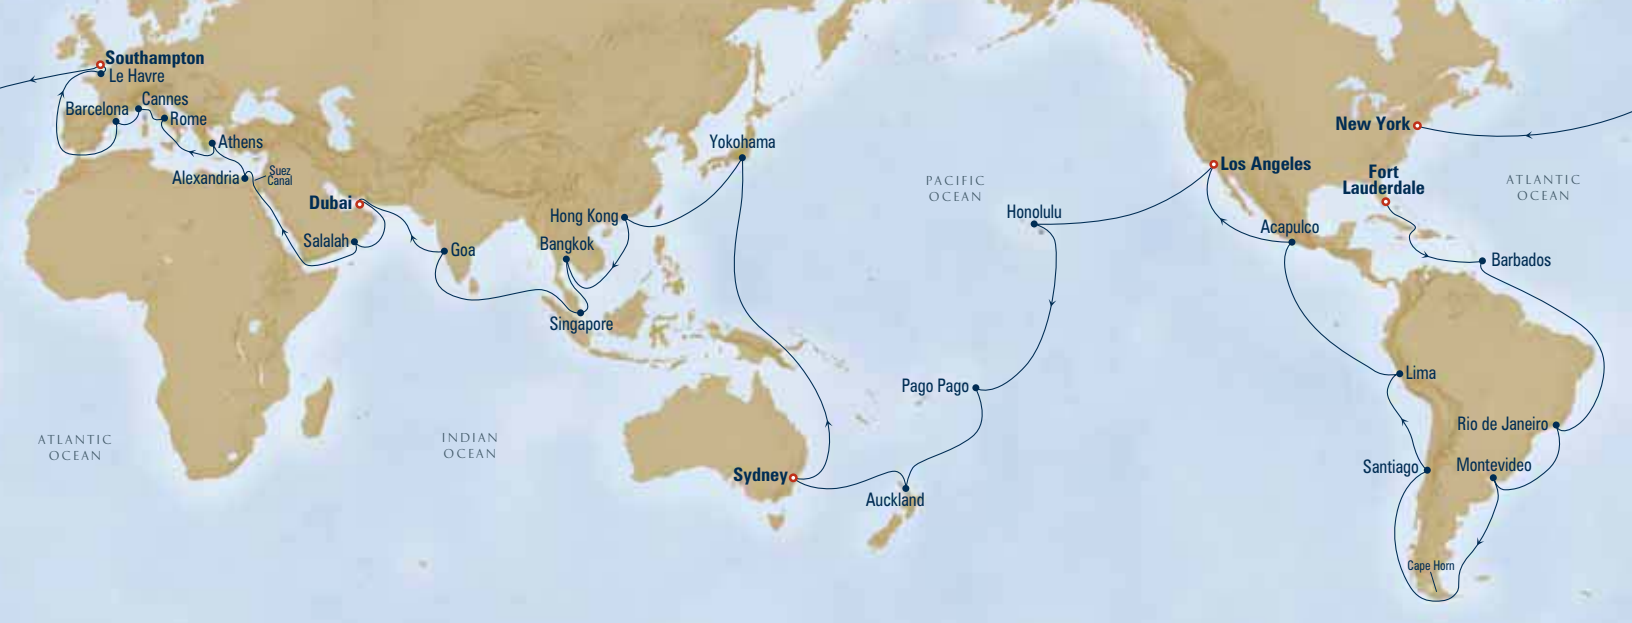 Southampton
Le Havre
Cannes
Barcelona
Rome
Athens
Alexandria
Suez
Canal
Dubai
Salalah
Goa
Yokohama
Hong Kong
Bangkok
Singapore
PACIFIC
OCEAN
Honolulu
Los Angeles
New York
Fort
Lauderdale
ATLANTIC
OCEAN
Acapulco
Barbados
Pago Pago
Lima
Rio de Janeiro
ATLANTIC
OCEAN
INDIAN
OCEAN
Sydney
Auckland
Santiago
Montevideo
Cape Horn